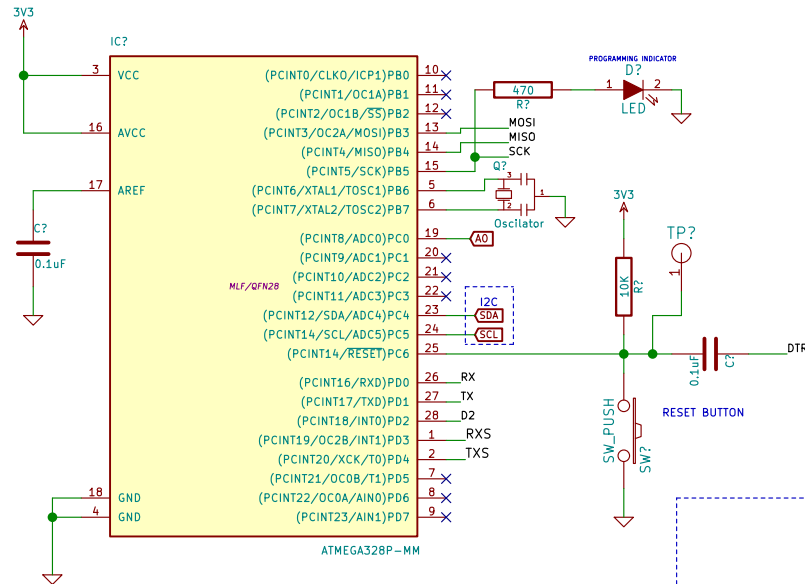 3V3
IC?
3 VCC
16 AVCC
17 AREF
C?
0.1uF
18 GND
4 GND
MLF/QFN28
(PCINT0/CLKO/ICP1)PB0 10
(PCINT1/OC1A)PB1 11
(PCINT2/OC1B/SS)PB2 12
(PCINT3/OC2A/MOSI)PB3 13
(PCINT4/MISO)PB4 14
(PCINT5/SCK)PB5 15
(PCINT6/XTAL1/TOSC1)PB6 5
(PCINT7/XTAL2/TOSC2)PB7 6
(PCINT8/ADC0)PC0 19
(PCINT9/ADC1)PC1 20
(PCINT10/ADC2)PC2 21
(PCINT11/ADC3)PC3 22
(PCINT12/SDA/ADC4)PC4 23
(PCINT14/SCL/ADC5)PC5 24
(PCINT14/RESET)PC6 25
(PCINT16/RXD)PD0 26
(PCINT17/TXD)PD1 27
(PCINT18/INT0)PD2 28
(PCINT19/OC2B/INT1)PD3 1
(PCINT20/XCK/T0)PD4 2
(PCINT21/OC0B/T1)PD5 7
(PCINT22/OC0A/AIN0)PD6 8
(PCINT23/AIN1)PD7 9
ATMEGA328P-MM
PROGRAMMING INDICATOR
470
R?
D?
1 2
LED
MOSI
MISO
SCK
Q?
3
1
2
Oscilator
A0
I2C
SDA
SCL
RX
TX
D2
RXS
TXS
3V3
10K
R?
TP?
1
0.1uF
C?
DTR
RESET BUTTON
SW_PUSH
SW?